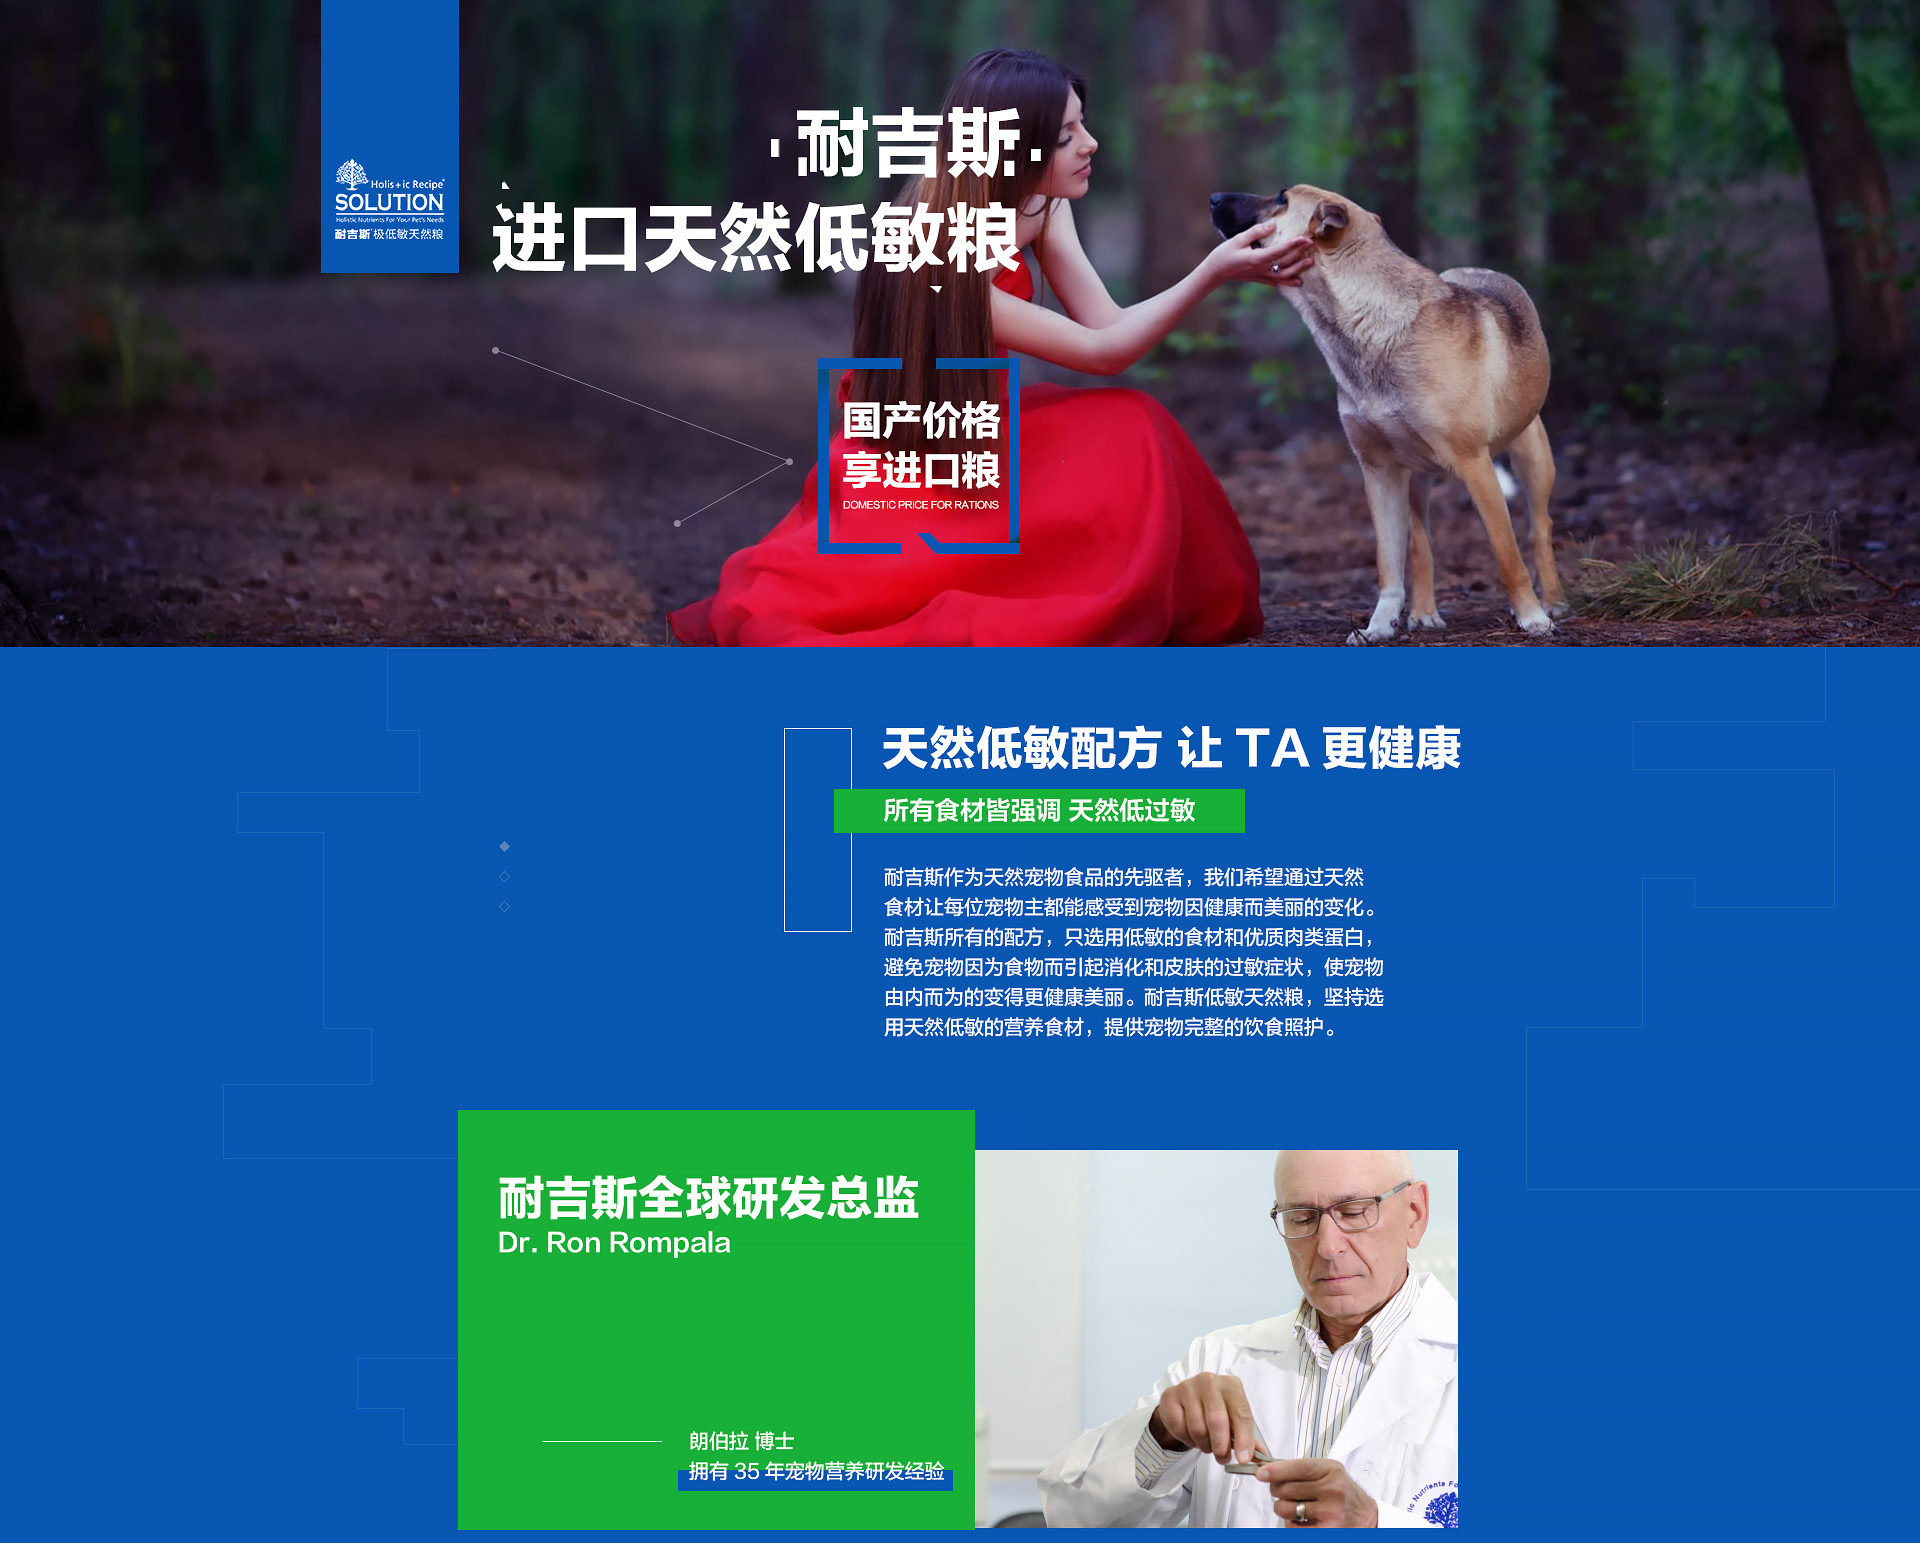 Holis+ic Recipe
SOLUTION
Holistic Nutrients For Your Pet's Needs
耐吉斯 极低敏天然粮
耐吉斯
进口天然低敏粮
国产价格
享进口粮
DOMESTIC PRICE FOR RATIONS
天然低敏配方 让 TA 更健康
所有食材皆强调 天然低过敏
耐吉斯作为天然宠物食品的先驱者，我们希望通过天然
食材让每位宠物主都能感受到宠物因健康而美丽的变化。
耐吉斯所有的配方，只选用低敏的食材和优质肉类蛋白，
避免宠物因为食物而引起消化和皮肤的过敏症状，使宠物
由内而为的变得更健康美丽。耐吉斯低敏天然粮，坚持选
用天然低敏的营养食材，提供宠物完整的饮食照护。
耐吉斯全球研发总监
Dr. Ron Rompala
朗伯拉 博士
拥有 35 年宠物营养研发经验
Nutrients